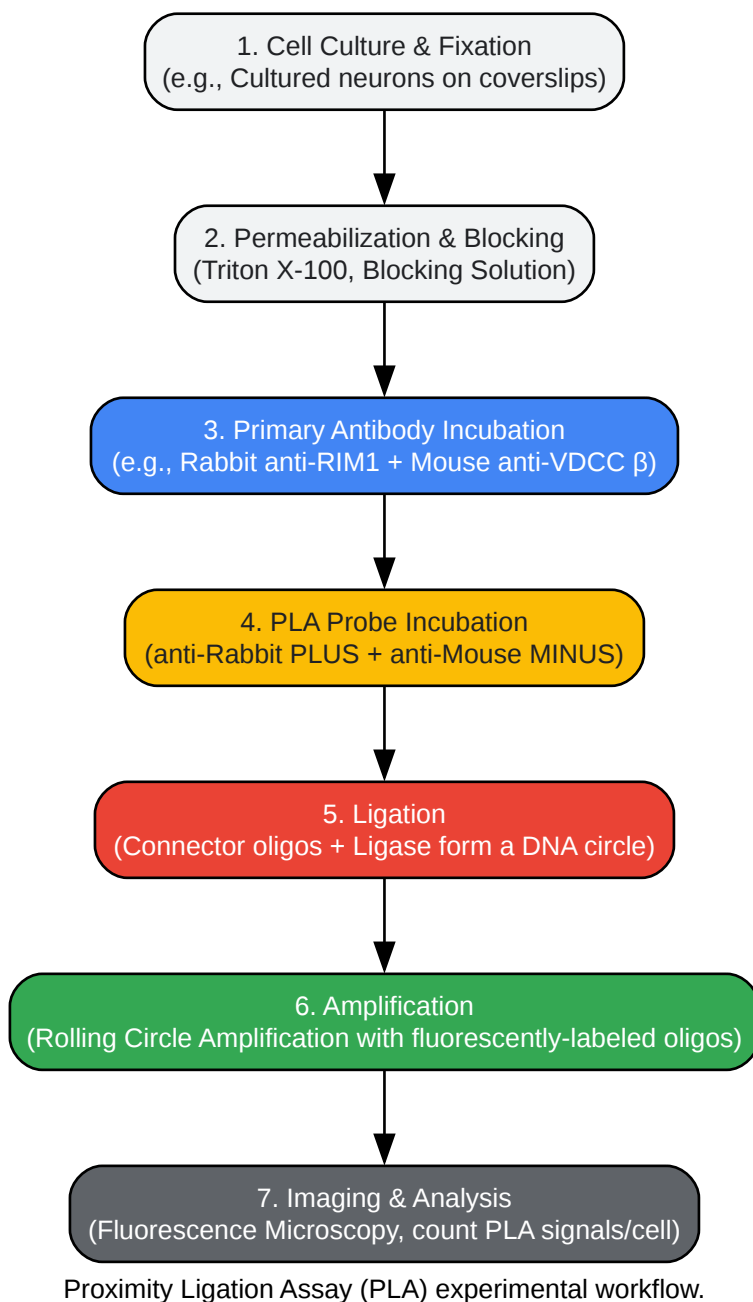 1. Cell Culture & Fixation
(e.g., Cultured neurons on coverslips)
2. Permeabilization & Blocking
(Triton X-100, Blocking Solution)
3. Primary Antibody Incubation
(e.g., Rabbit anti-RIM1 + Mouse anti-VDCC β)
4. PLA Probe Incubation
(anti-Rabbit PLUS + anti-Mouse MINUS)
5. Ligation
(Connector oligos + Ligase form a DNA circle)
6. Amplification
(Rolling Circle Amplification with fluorescently-labeled oligos)
7. Imaging & Analysis
(Fluorescence Microscopy, count PLA signals/cell)
Proximity Ligation Assay (PLA) experimental workflow.